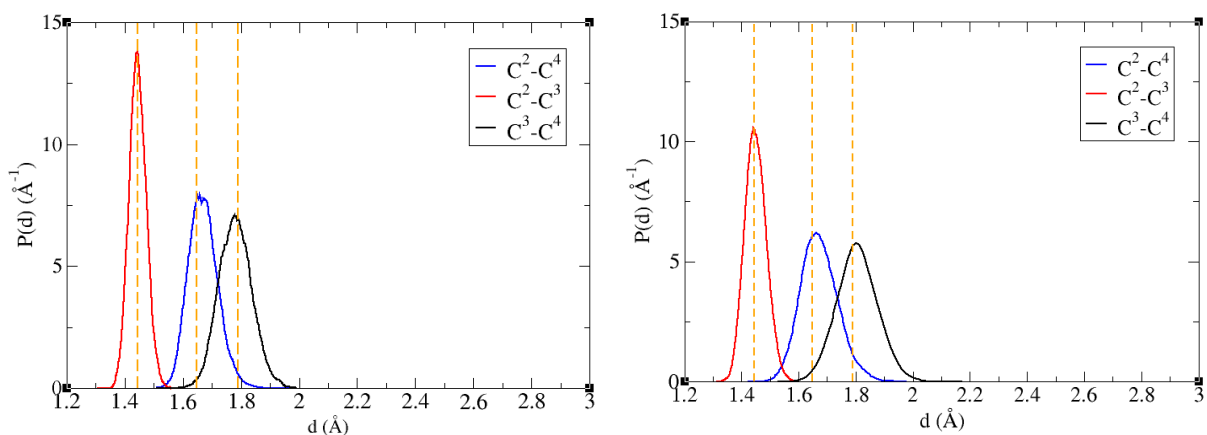 15
C²-C⁴
C²-C³
C³-C⁴
10
P(d) (Å⁻¹)
5
0
1.2 1.4 1.6 1.8 2 2.2 2.4 2.6 2.8 3
d (Å)
15
C²-C⁴
C²-C³
C³-C⁴
10
P(d) (Å⁻¹)
5
0
1.2 1.4 1.6 1.8 2 2.2 2.4 2.6 2.8 3
d (Å)